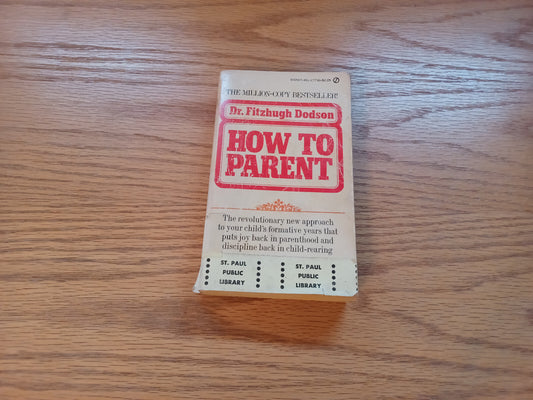 THE MILLION-COPY BESTSELLER!
Dr. Fitzhugh Dodson
HOW TO
PARENT
The revolutionary new approach
to your child's formative years that
puts joy back in parenthood and
discipline back in child-rearing
ST. PAUL
PUBLIC
LIBRARY
ST. PAUL
PUBLIC
LIBRARY